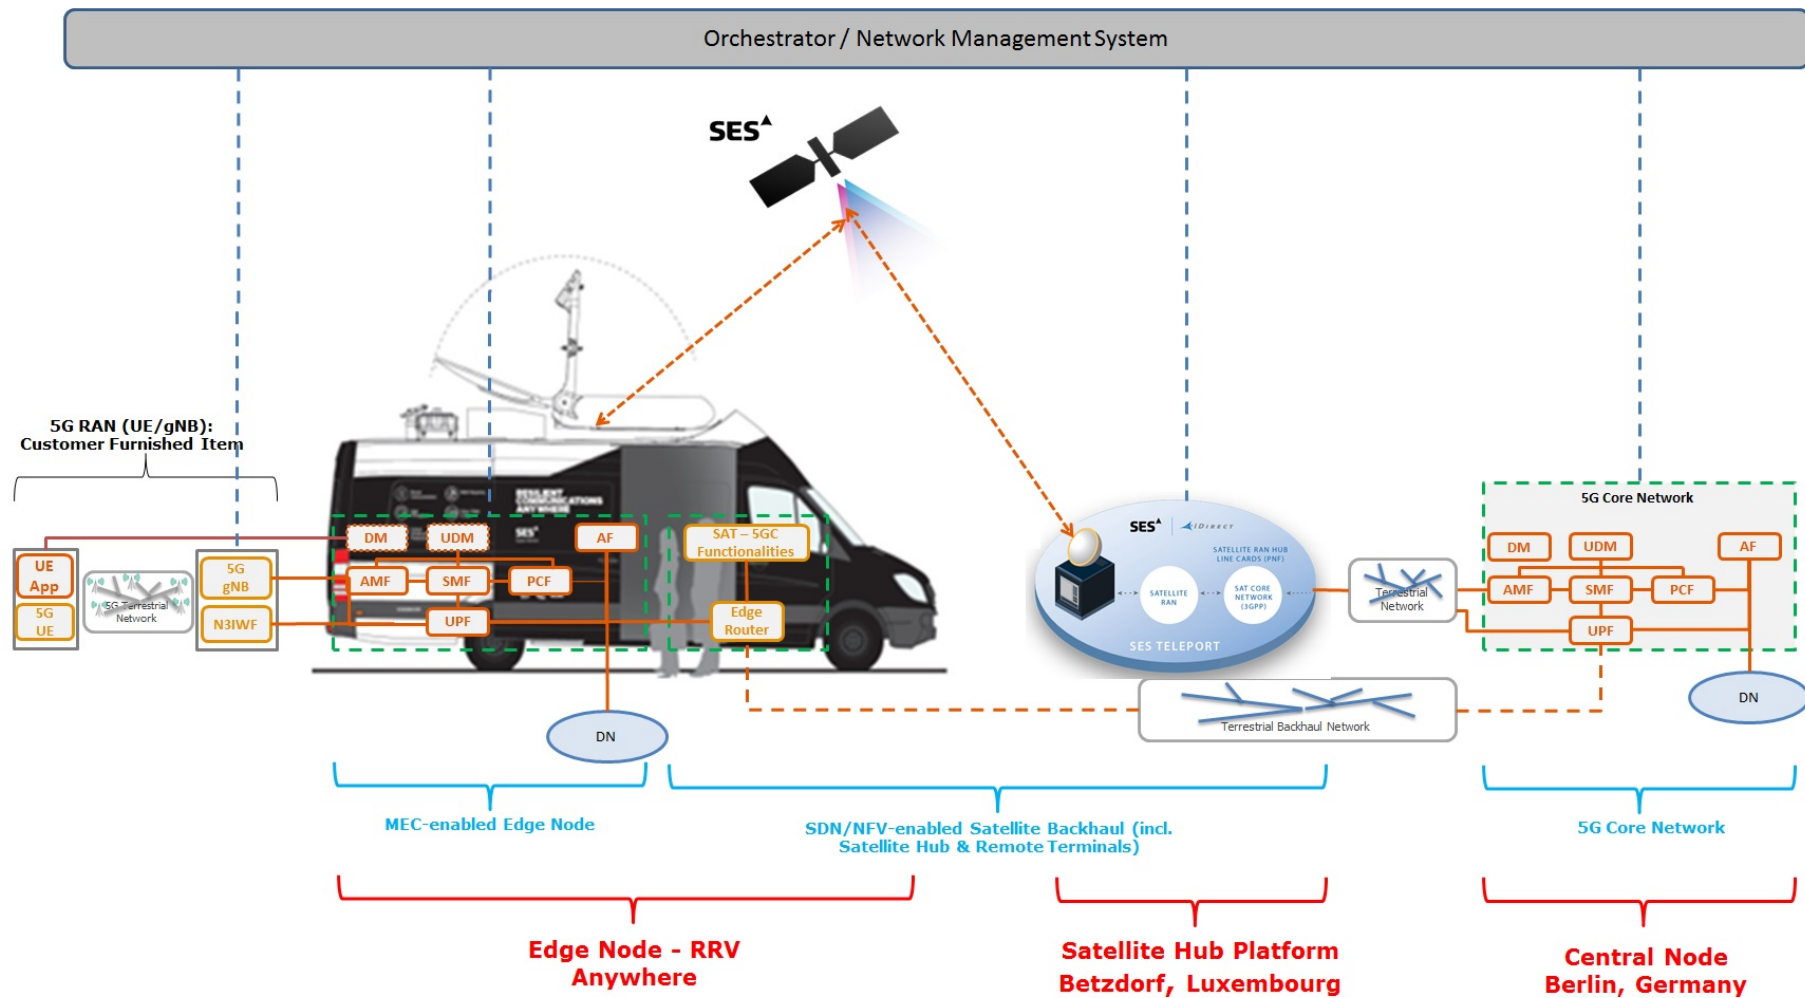 Orchestrator / Network Management System
SES
5G RAN (UE/gNB):
Customer Furnished Item
RESILIENT
COMMUNICATIONS
ANYWHERE
SES
UE
App
5G
UE
5G Terrestrial
Network
5G
gNB
N3IWF
DM
UDM
AF
AMF
SMF
PCF
UPF
DN
SAT – 5GC
Functionalities
Edge
Router
SES
iDIRECT
SATELLITE RAN HUB
LINE CARDS (PNF)
SATELLITE
RAN
SAT CORE
NETWORK
(3GPP)
SES TELEPORT
Terrestrial
Network
Terrestrial Backhaul Network
5G Core Network
DM
UDM
AF
AMF
SMF
PCF
UPF
DN
MEC-enabled Edge Node
SDN/NFV-enabled Satellite Backhaul (incl.
Satellite Hub & Remote Terminals)
5G Core Network
Edge Node - RRV
Anywhere
Satellite Hub Platform
Betzdorf, Luxembourg
Central Node
Berlin, Germany